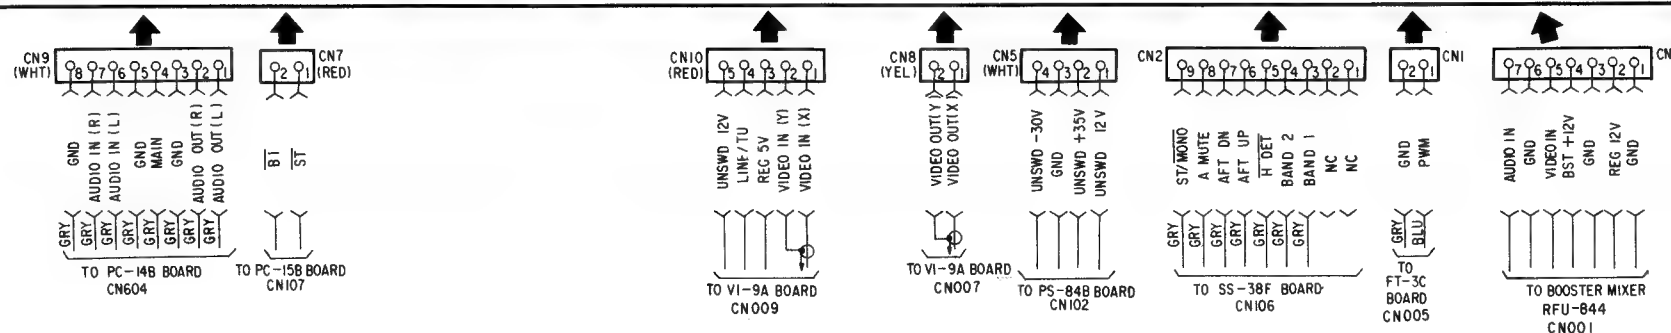 CN9
(WHT)
8 7 6 5 4 3 2 1
GND
AUDIO IN (R)
AUDIO IN (L)
GND
MAIN
GND
AUDIO OUT (R)
AUDIO OUT (L)
GRY GRY GRY GRY GRY GRY GRY GRY
TO PC-14B BOARD
CN604
CN7
(RED)
2 1
B1
ST
TO PC-15B BOARD
CN107
CN10
(RED)
5 4 3 2 1
UNSWD 12V
LINE/TU
REG 5V
VIDEO IN (Y)
VIDEO IN (X)
TO V1-9A BOARD
CN009
CN8
(YEL)
2 1
VIDEO OUT(Y)
VIDEO OUT(X)
TO V1-9A BOARD
CN007
CN5
(WHT)
4 3 2 1
UNSWD -30V
GND
UNSWD +35V
UNSWD 12V
TO PS-84B BOARD
CN102
CN2
9 8 7 6 5 4 3 2 1
ST/MONO
A MUTE
AFT DN
AFT UP
H DET
BAND 2
BAND 1
NC
NC
GRY GRY GRY GRY GRY GRY GRY
TO SS-38F BOARD
CN106
CN1
2 1
GND
PWM
GRY
BLU
TO
FT-3C
BOARD
CN005
CN
7 6 5 4 3 2 1
AUDIO IN
GND
VIDEO IN
BST +12V
GND
REG 12V
GND
TO BOOSTER MIXER
RFU-844
CN001